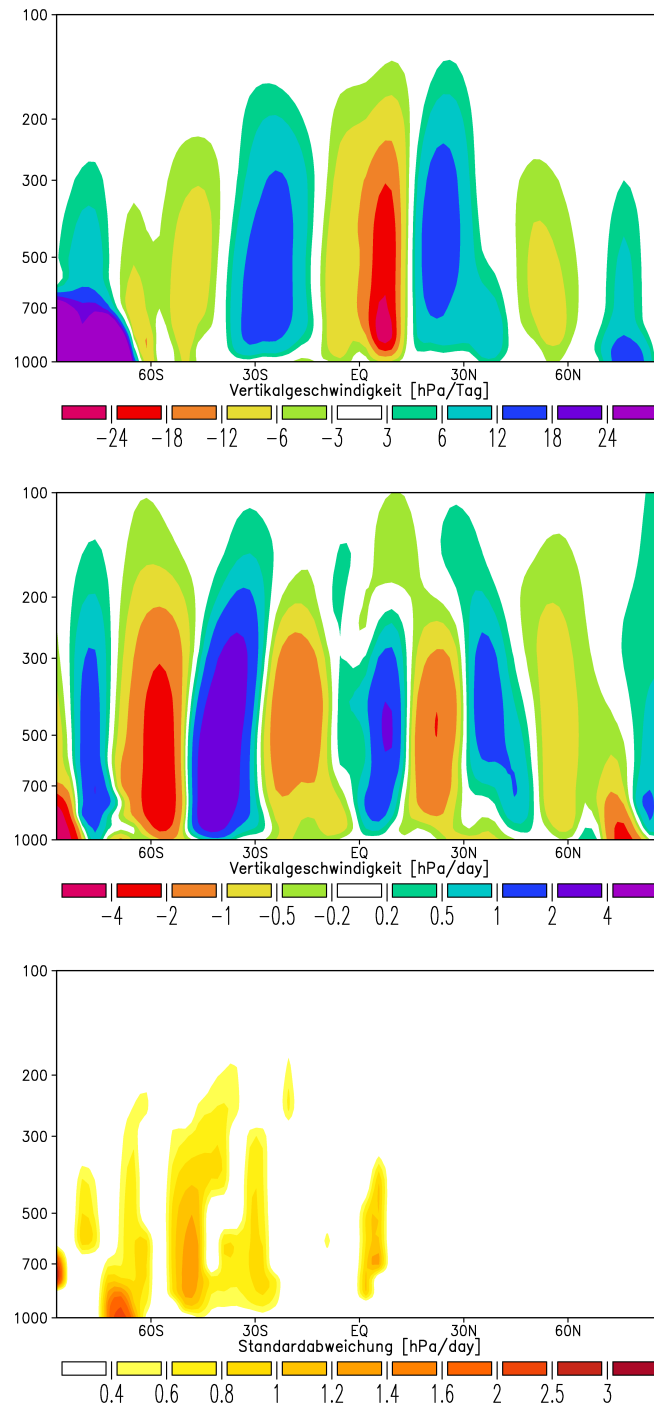 100
200
300
500
700
1000
60S 30S EQ 30N 60N
Vertikalgeschwindigkeit [hPa/Tag]
-24 -18 -12 -6 -3 3 6 12 18 24
100
200
300
500
700
1000
60S 30S EQ 30N 60N
Vertikalgeschwindigkeit [hPa/day]
-4 -2 -1 -0.5 -0.2 0.2 0.5 1 2 4
100
200
300
500
700
1000
60S 30S EQ 30N 60N
Standardabweichung [hPa/day]
0.4 0.6 0.8 1 1.2 1.4 1.6 2 2.5 3